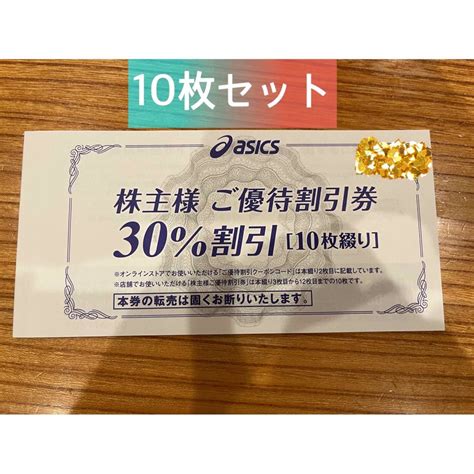 10枚セット
asics
株主様 ご優待割引券
30%割引 [10枚綴り]
※オンラインストアでお使いいただける「ご優待割引クーポンコード」は本綴り2枚目に記載しています。
※店舗でお使いいただける「株主様ご優待割引券」は本綴り3枚目から12枚目までの10枚です。
本券の転売は固くお断りいたします。